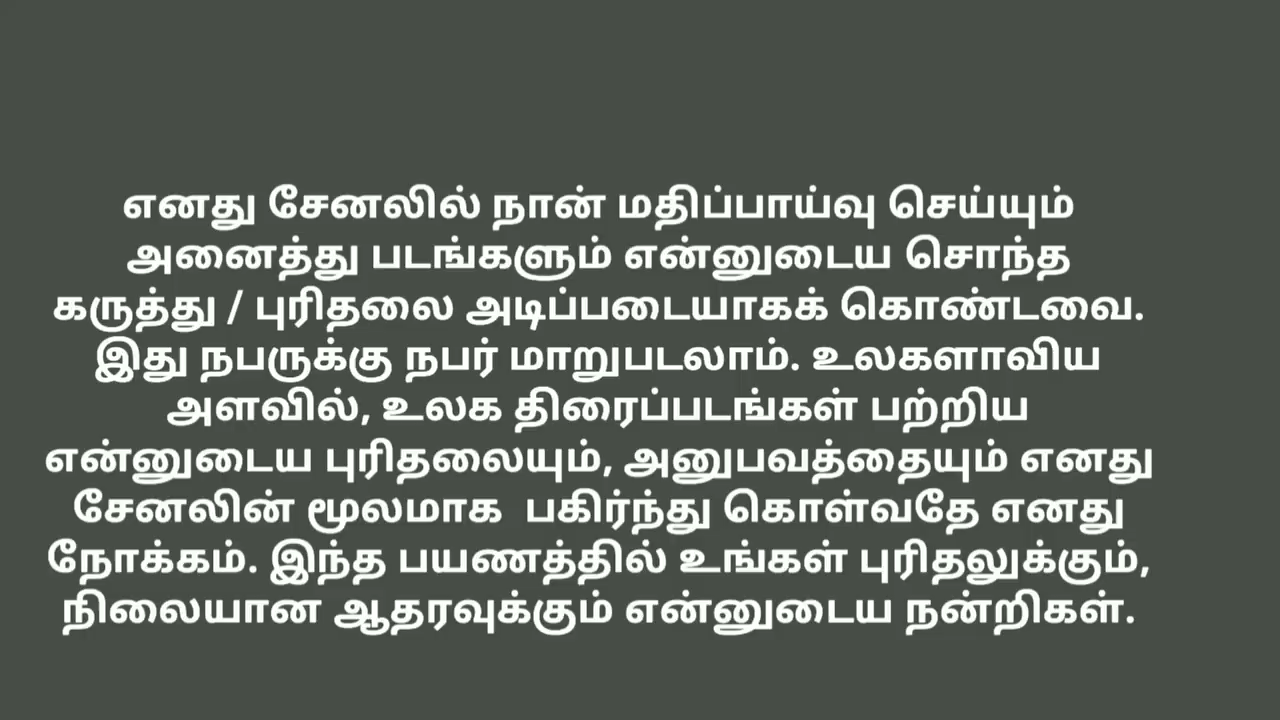 எனது சேனலில் நான் மதிப்பாய்வு செய்யும்
அனைத்து படங்களும் என்னுடைய சொந்த
கருத்து / புரிதலை அடிப்படையாகக் கொண்டவை.
இது நபருக்கு நபர் மாறுபடலாம். உலகளாவிய
அளவில், உலக திரைப்படங்கள் பற்றிய
என்னுடைய புரிதலையும், அனுபவத்தையும் எனது
சேனலின் மூலமாக  பகிர்ந்து கொள்வதே எனது
நோக்கம். இந்த பயணத்தில் உங்கள் புரிதலுக்கும்,
நிலையான ஆதரவுக்கும் என்னுடைய நன்றிகள்.